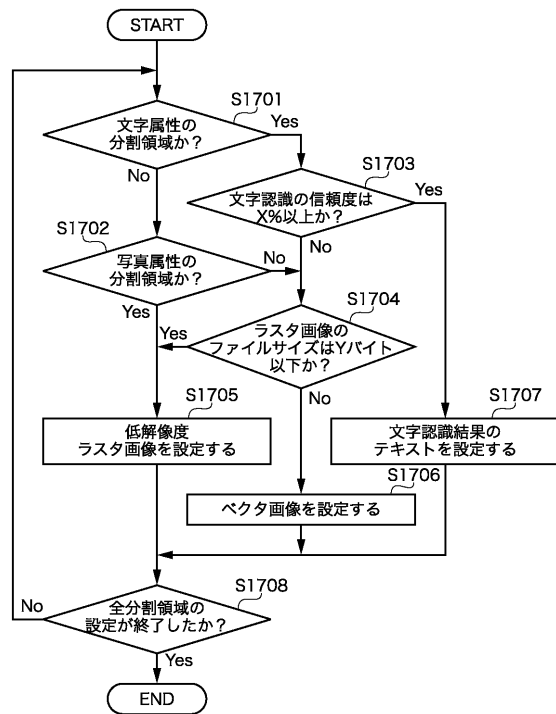 START
S1701
文字属性の
分割領域か?
Yes
No
S1703
文字認識の信頼度は
X%以上か?
Yes
No
S1702
写真属性の
分割領域か?
No
Yes
S1704
ラスタ画像の
ファイルサイズはYバイト
以下か?
Yes
No
S1705
低解像度
ラスタ画像を設定する
S1707
文字認識結果の
テキストを設定する
S1706
ベクタ画像を設定する
S1708
全分割領域の
設定が終了したか?
No
Yes
END